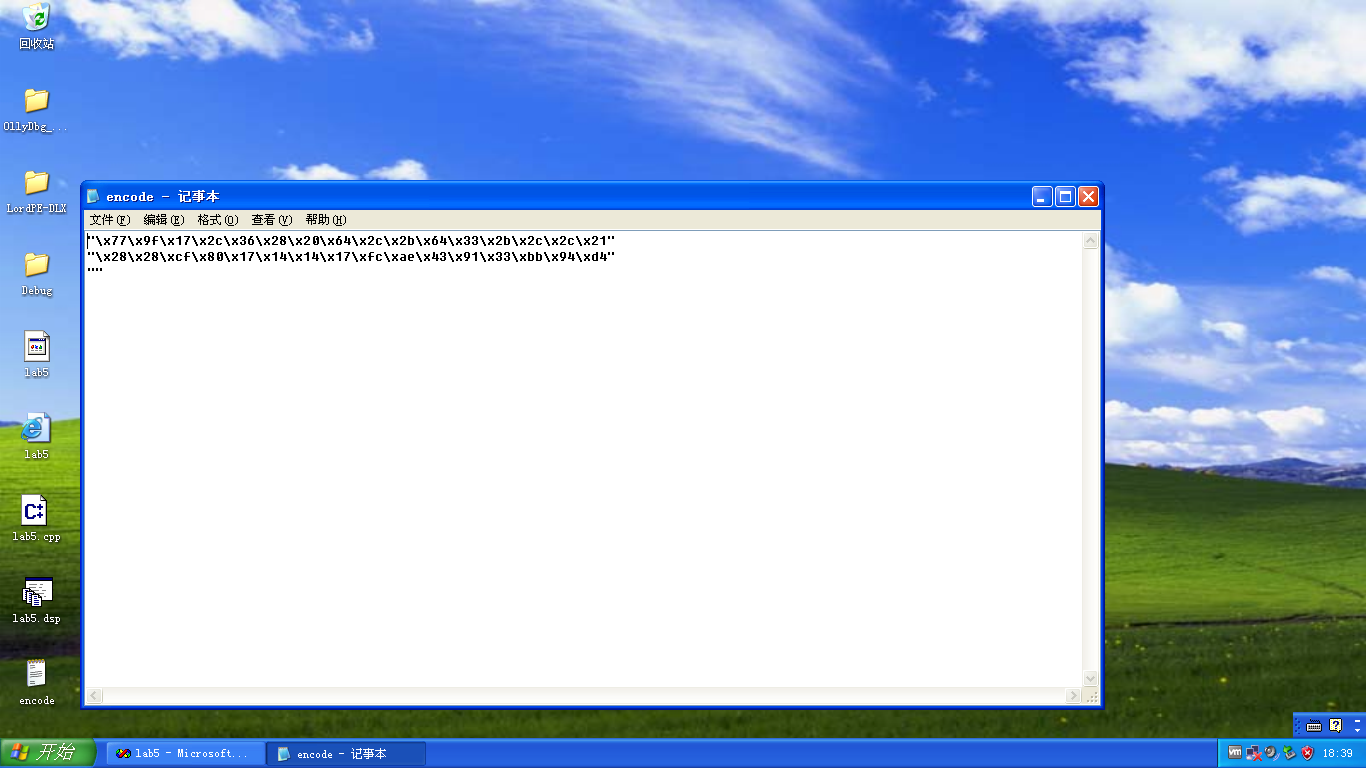 回收站
OllyDbg_...
LordPE-DLX
Debug
lab5
lab5
lab5.cpp
lab5.dsp
encode
encode - 记事本
文件(F) 编辑(E) 格式(O) 查看(V) 帮助(H)
"\x77\x9f\x17\x2c\x36\x28\x20\x64\x2c\x2b\x64\x33\x2b\x2c\x2c\x21"
"\x28\x28\xcf\x80\x17\x14\x14\x17\xfc\xae\x43\x91\x33\xbb\x94\xd4"
""";
开始
lab5 - Microsoft...
encode - 记事本
18:39